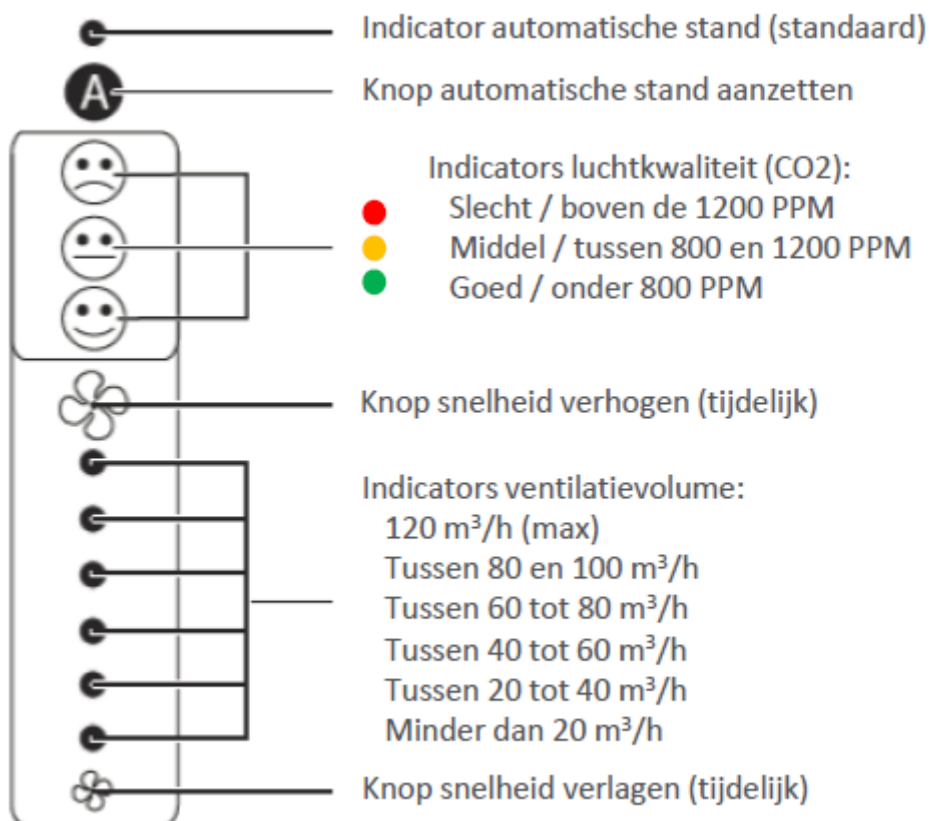 Indicator automatische stand (standaard)
A
Knop automatische stand aanzetten
Indicators luchtkwaliteit (CO2):
Slecht / boven de 1200 PPM
Middel / tussen 800 en 1200 PPM
Goed / onder 800 PPM
Knop snelheid verhogen (tijdelijk)
Indicators ventilatievolume:
120 m³/h (max)
Tussen 80 en 100 m³/h
Tussen 60 tot 80 m³/h
Tussen 40 tot 60 m³/h
Tussen 20 tot 40 m³/h
Minder dan 20 m³/h
Knop snelheid verlagen (tijdelijk)